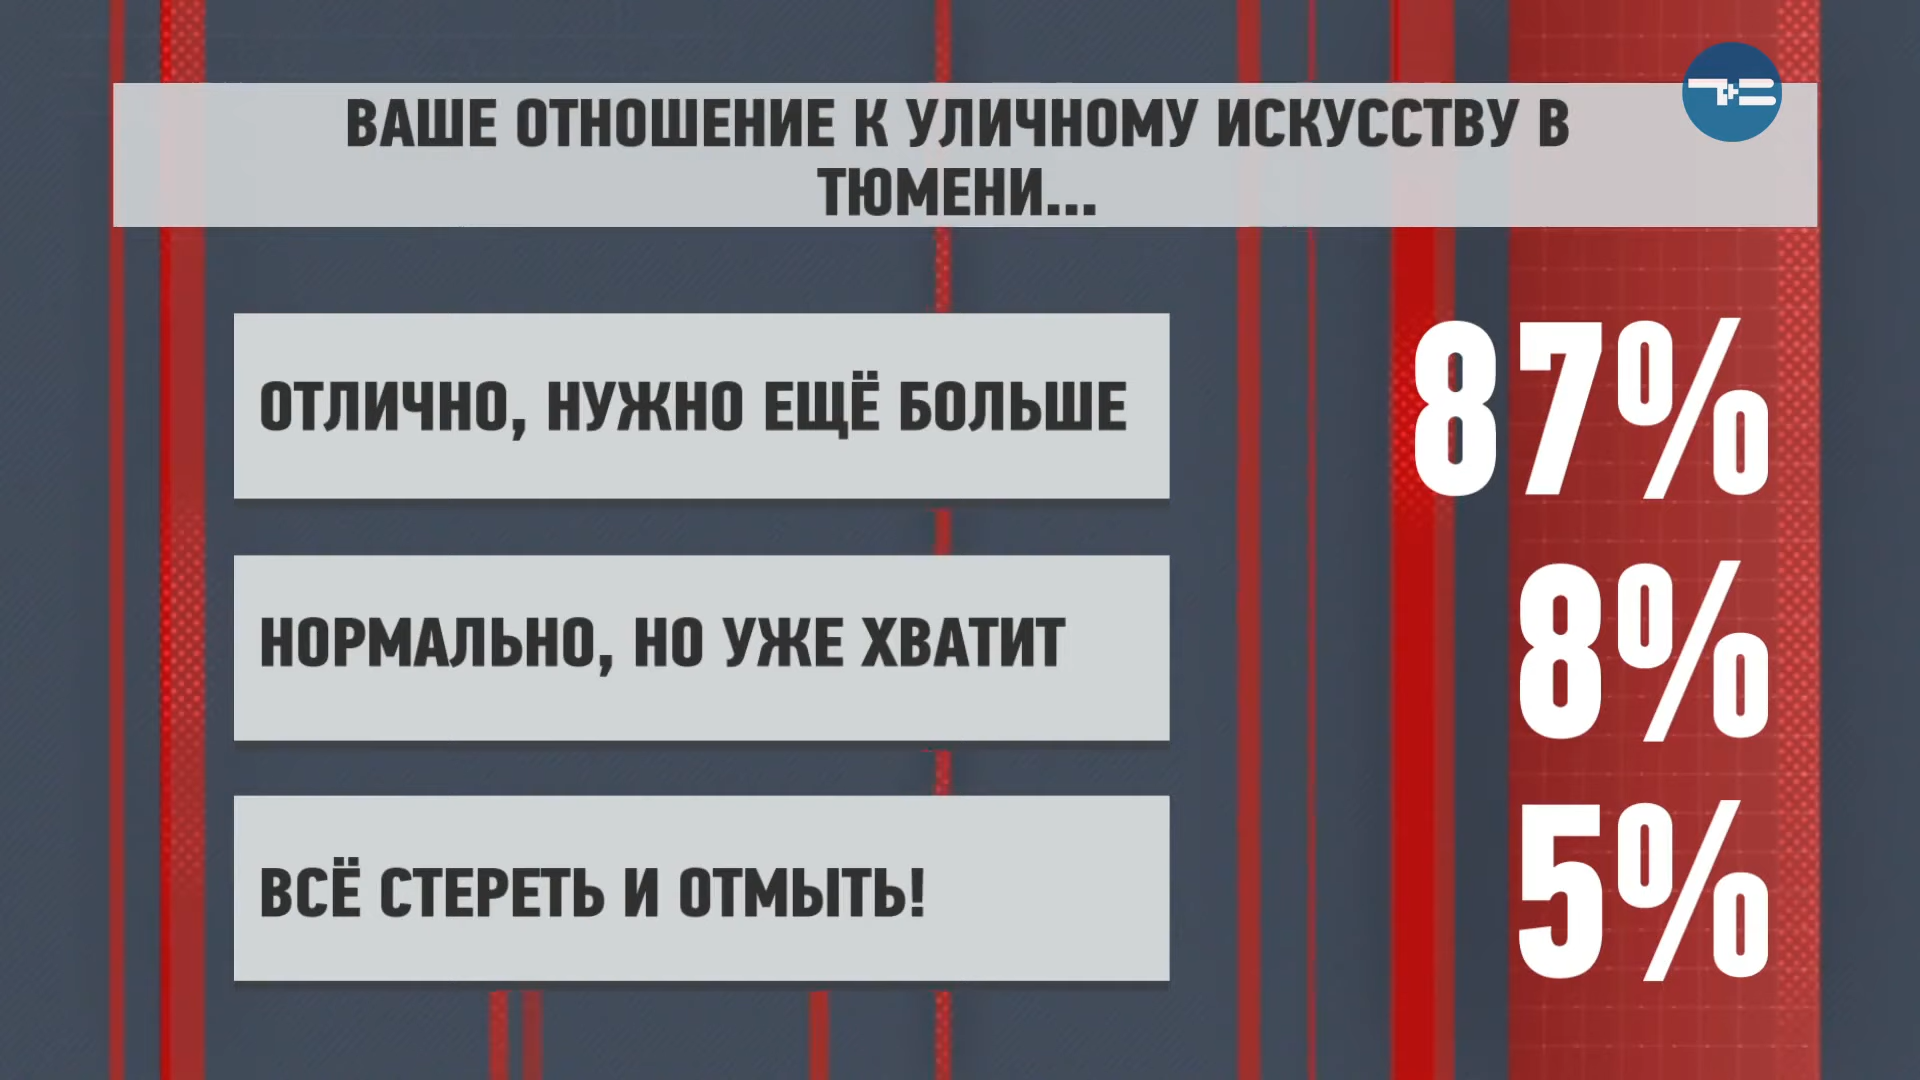 ВАШЕ ОТНОШЕНИЕ К УЛИЧНОМУ ИСКУССТВУ В
ТЮМЕНИ...
ОТЛИЧНО, НУЖНО ЕЩЁ БОЛЬШЕ
87%
НОРМАЛЬНО, НО УЖЕ ХВАТИТ
8%
ВСЁ СТЕРЕТЬ И ОТМЫТЬ!
5%